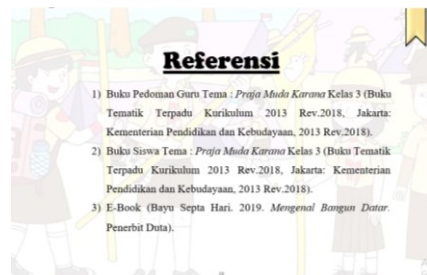 Referensi
1) Buku Pedoman Guru Tema : Praja Muda Karana Kelas 3 (Buku
Tematik Terpadu Kurikulum 2013 Rev.2018, Jakarta:
Kementerian Pendidikan dan Kebudayaan, 2013 Rev.2018).
2) Buku Siswa Tema : Praja Muda Karana Kelas 3 (Buku Tematik
Terpadu Kurikulum 2013 Rev.2018, Jakarta: Kementerian
Pendidikan dan Kebudayaan, 2013 Rev.2018).
3) E-Book (Bayu Septa Hari. 2019. Mengenal Bangun Datar.
Penerbit Duta).